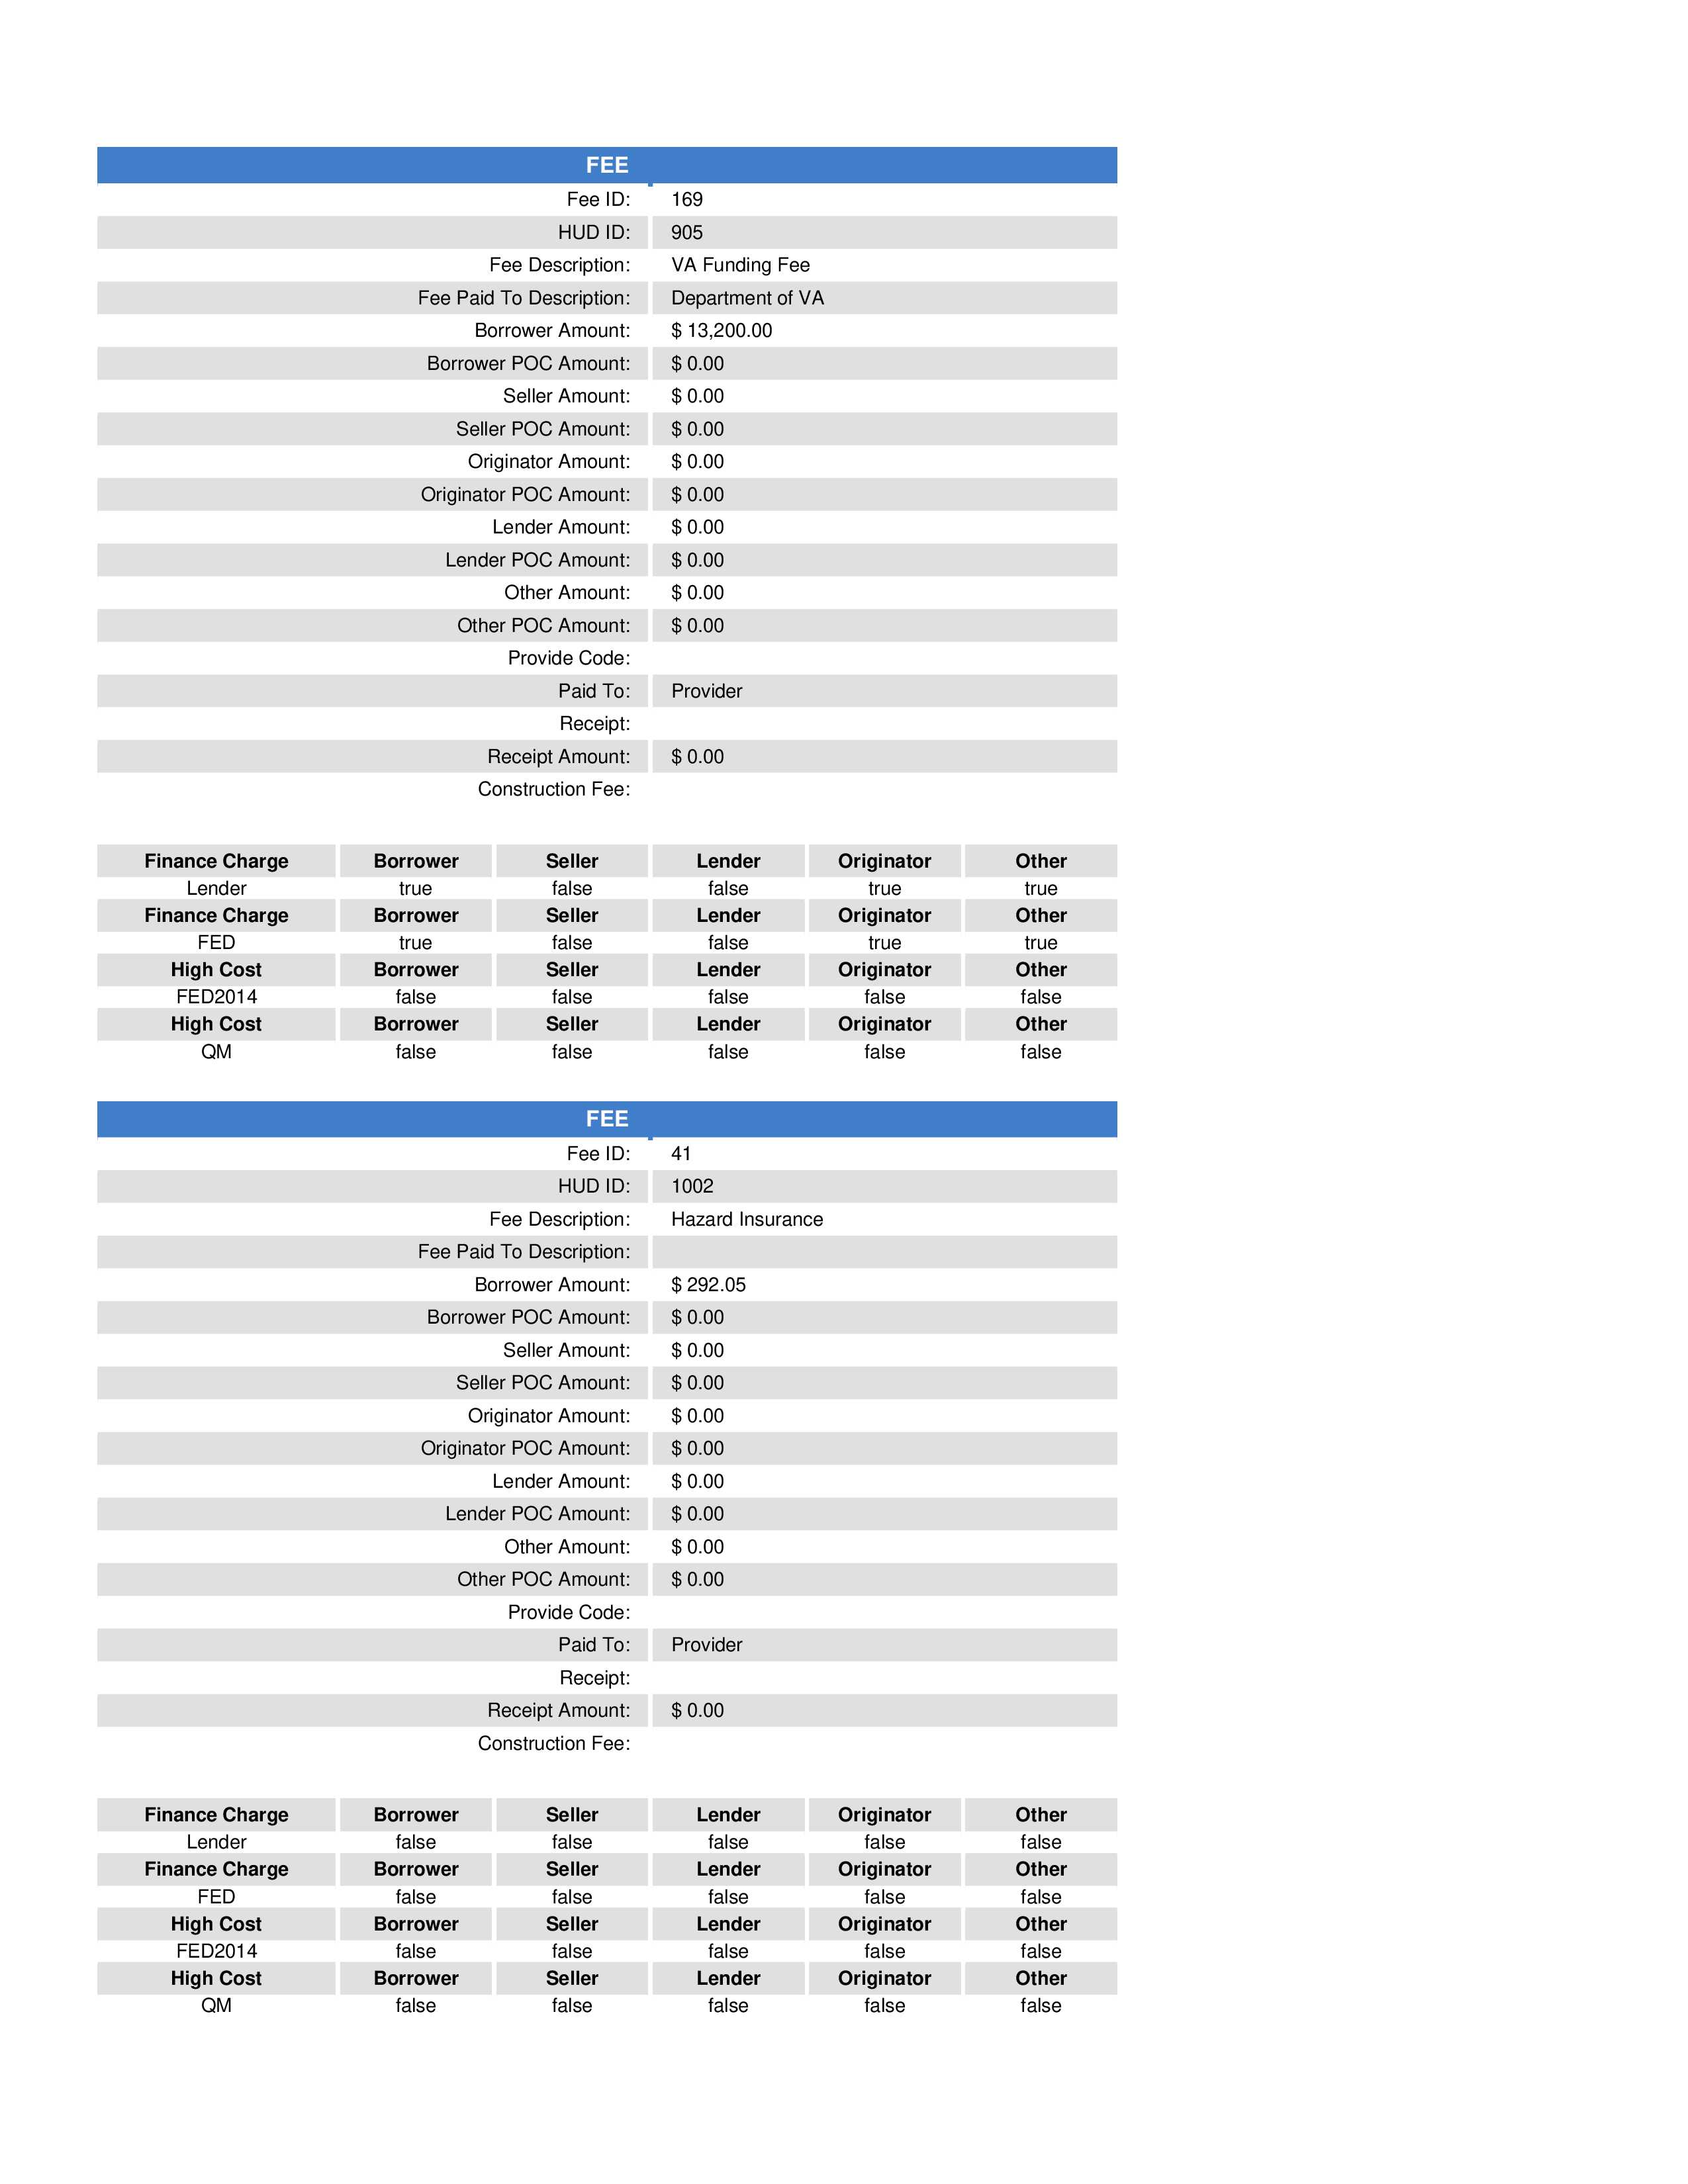 FEE
Fee ID: 169
HUD ID: 905
Fee Description: VA Funding Fee
Fee Paid To Description: Department of VA
Borrower Amount: $ 13,200.00
Borrower POC Amount: $ 0.00
Seller Amount: $ 0.00
Seller POC Amount: $ 0.00
Originator Amount: $ 0.00
Originator POC Amount: $ 0.00
Lender Amount: $ 0.00
Lender POC Amount: $ 0.00
Other Amount: $ 0.00
Other POC Amount: $ 0.00
Provide Code:
Paid To: Provider
Receipt:
Receipt Amount: $ 0.00
Construction Fee:
Finance Charge Borrower Seller Lender Originator Other
Lender true false false true true
Finance Charge Borrower Seller Lender Originator Other
FED true false false true true
High Cost Borrower Seller Lender Originator Other
FED2014 false false false false false
High Cost Borrower Seller Lender Originator Other
QM false false false false false
FEE
Fee ID: 41
HUD ID: 1002
Fee Description: Hazard Insurance
Fee Paid To Description:
Borrower Amount: $ 292.05
Borrower POC Amount: $ 0.00
Seller Amount: $ 0.00
Seller POC Amount: $ 0.00
Originator Amount: $ 0.00
Originator POC Amount: $ 0.00
Lender Amount: $ 0.00
Lender POC Amount: $ 0.00
Other Amount: $ 0.00
Other POC Amount: $ 0.00
Provide Code:
Paid To: Provider
Receipt:
Receipt Amount: $ 0.00
Construction Fee:
Finance Charge Borrower Seller Lender Originator Other
Lender false false false false false
Finance Charge Borrower Seller Lender Originator Other
FED false false false false false
High Cost Borrower Seller Lender Originator Other
FED2014 false false false false false
High Cost Borrower Seller Lender Originator Other
QM false false false false false